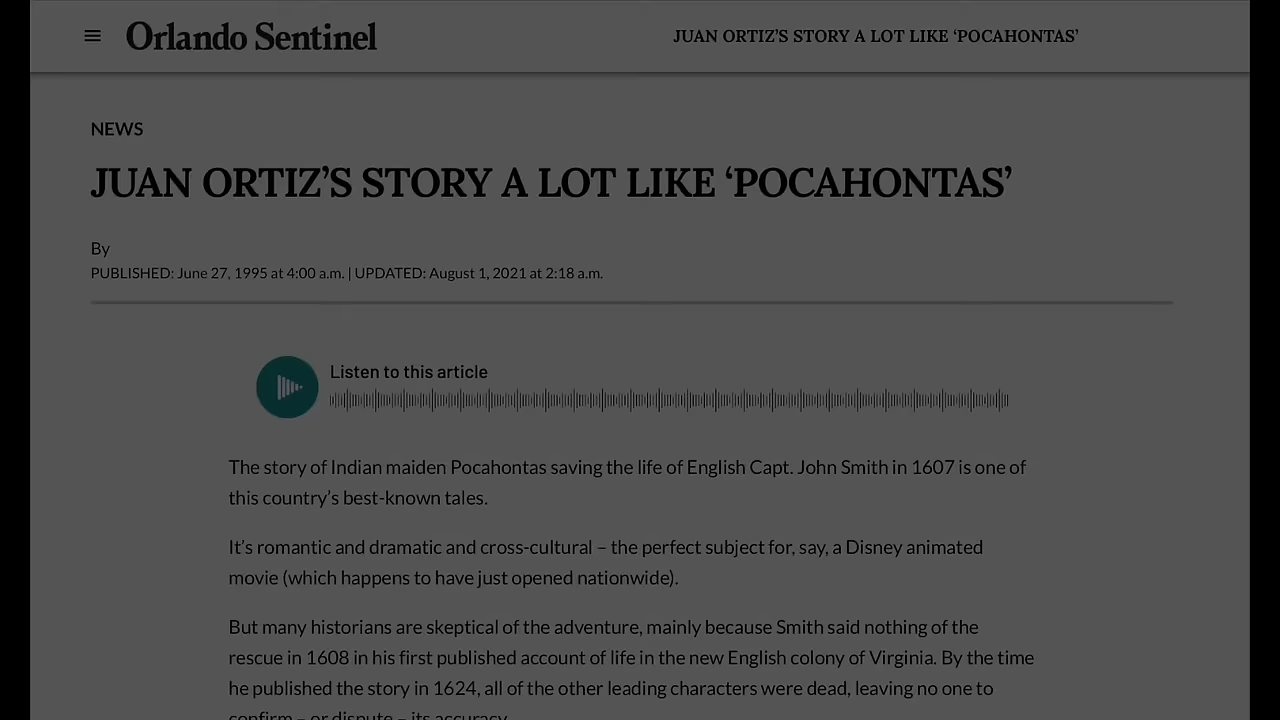 Orlando Sentinel
JUAN ORTIZ’S STORY A LOT LIKE ‘POCAHONTAS’
NEWS
JUAN ORTIZ’S STORY A LOT LIKE ‘POCAHONTAS’
By
PUBLISHED: June 27, 1995 at 4:00 a.m. | UPDATED: August 1, 2021 at 2:18 a.m.
Listen to this article
The story of Indian maiden Pocahontas saving the life of English Capt. John Smith in 1607 is one of
this country’s best-known tales.
It’s romantic and dramatic and cross-cultural – the perfect subject for, say, a Disney animated
movie (which happens to have just opened nationwide).
But many historians are skeptical of the adventure, mainly because Smith said nothing of the
rescue in 1608 in his first published account of life in the new English colony of Virginia. By the time
he published the story in 1624, all of the other leading characters were dead, leaving no one to
confirm – or dispute – its accuracy.